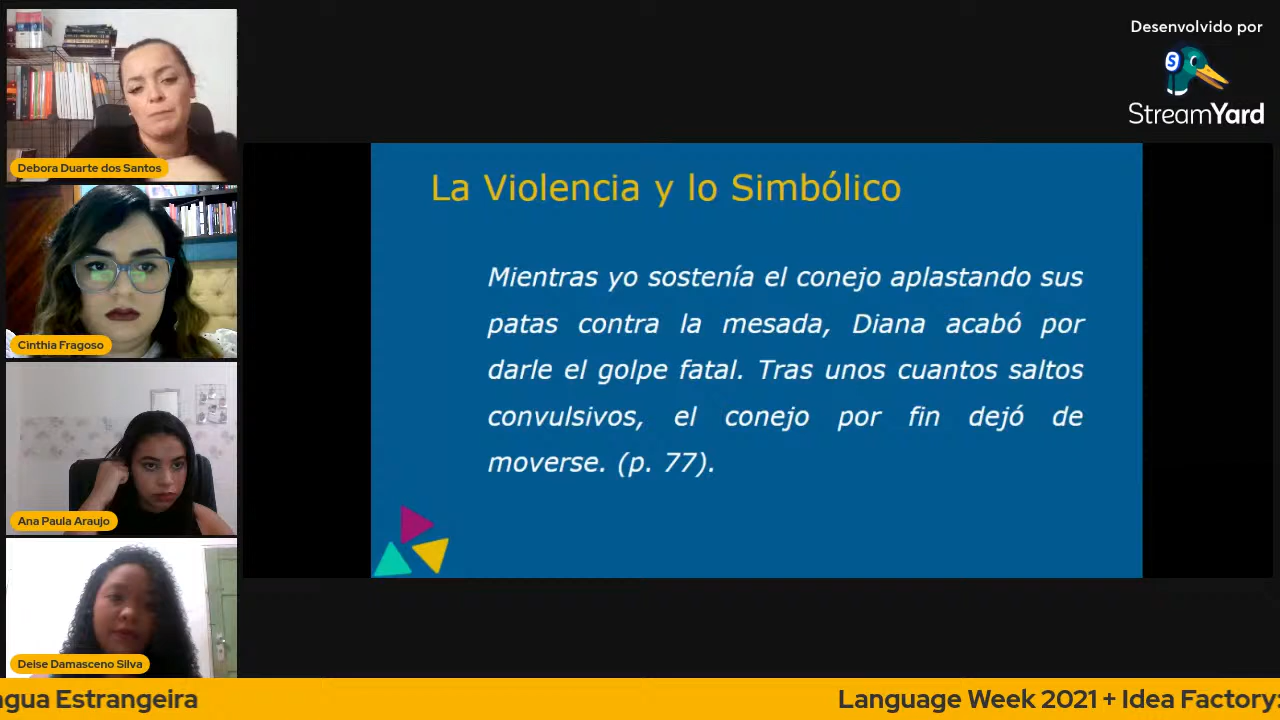 Desenvolvido por
StreamYard
Debora Duarte dos Santos
Cinthia Fragoso
Ana Paula Araujo
Deise Damasceno Silva
La Violencia y lo Simbólico
Mientras yo sostenía el conejo aplastando sus
patas contra la mesada, Diana acabó por
darle el golpe fatal. Tras unos cuantos saltos
convulsivos, el conejo por fin dejó de
moverse. (p. 77).
ngua Estrangeira
Language Week 2021 + Idea Factory: